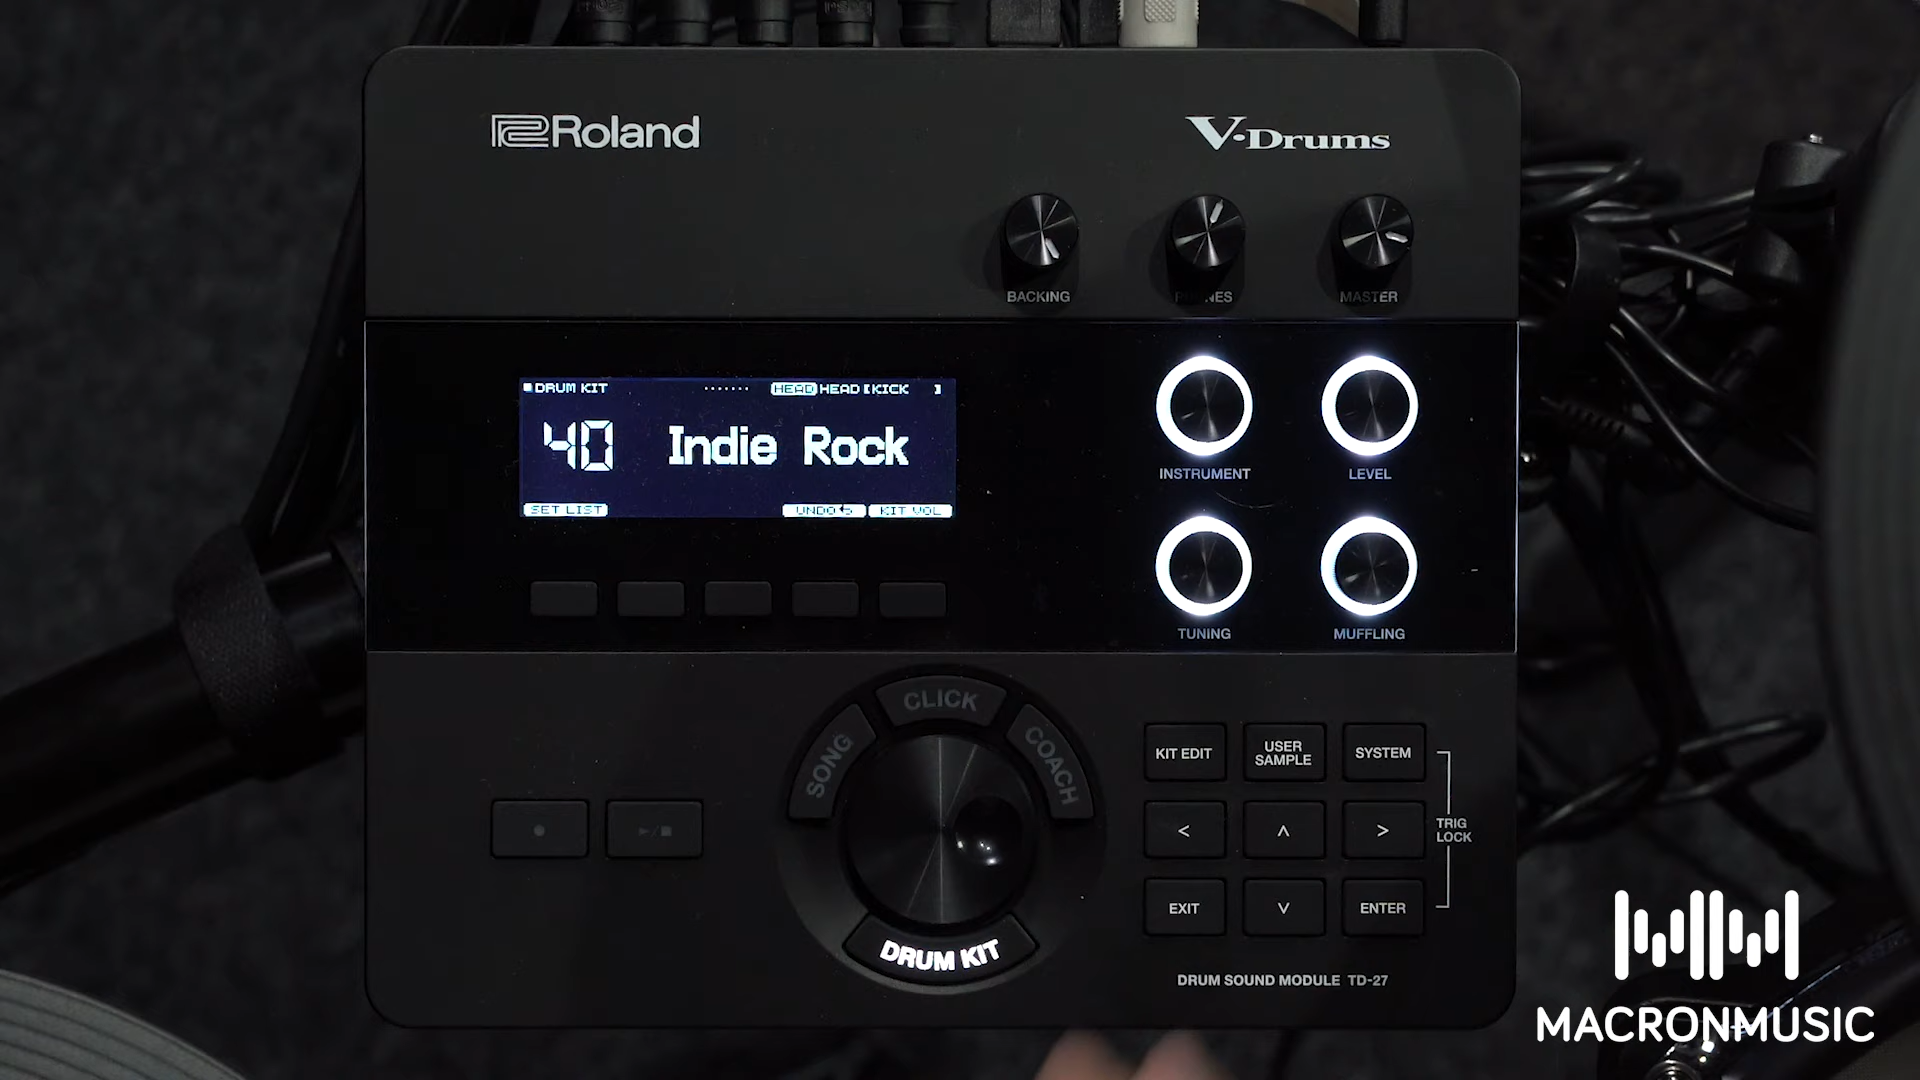 Roland
V-Drums
BACKING
PHONES
MASTER
DRUM KIT
HEAD HEAD [KICK ]
40 Indie Rock
SET LIST
UNDO
KIT VOL
INSTRUMENT
LEVEL
TUNING
MUFFLING
SONG
CLICK
COACH
DRUM KIT
KIT EDIT
USER
SAMPLE
SYSTEM
<
∧
>
TRIG
LOCK
EXIT
∨
ENTER
DRUM SOUND MODULE TD-27
MACRONMUSIC